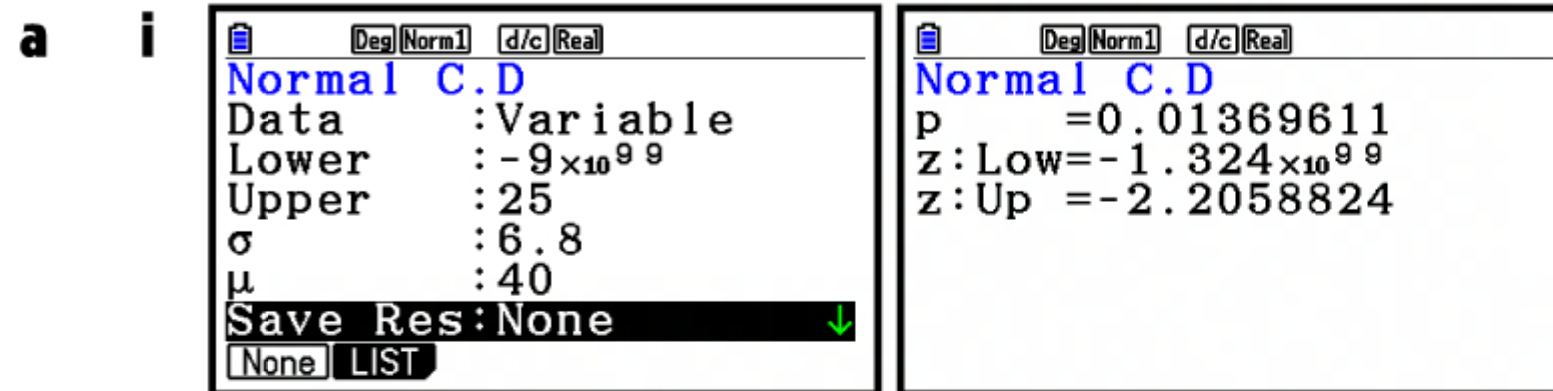 a i
Deg Norm1 d/c Real
Normal C.D
Data :Variable
Lower :-9×10⁹⁹
Upper :25
σ :6.8
μ :40
Save Res:None ↓
None LIST
Deg Norm1 d/c Real
Normal C.D
p =0.01369611
z:Low=-1.324×10⁹⁹
z:Up =-2.2058824